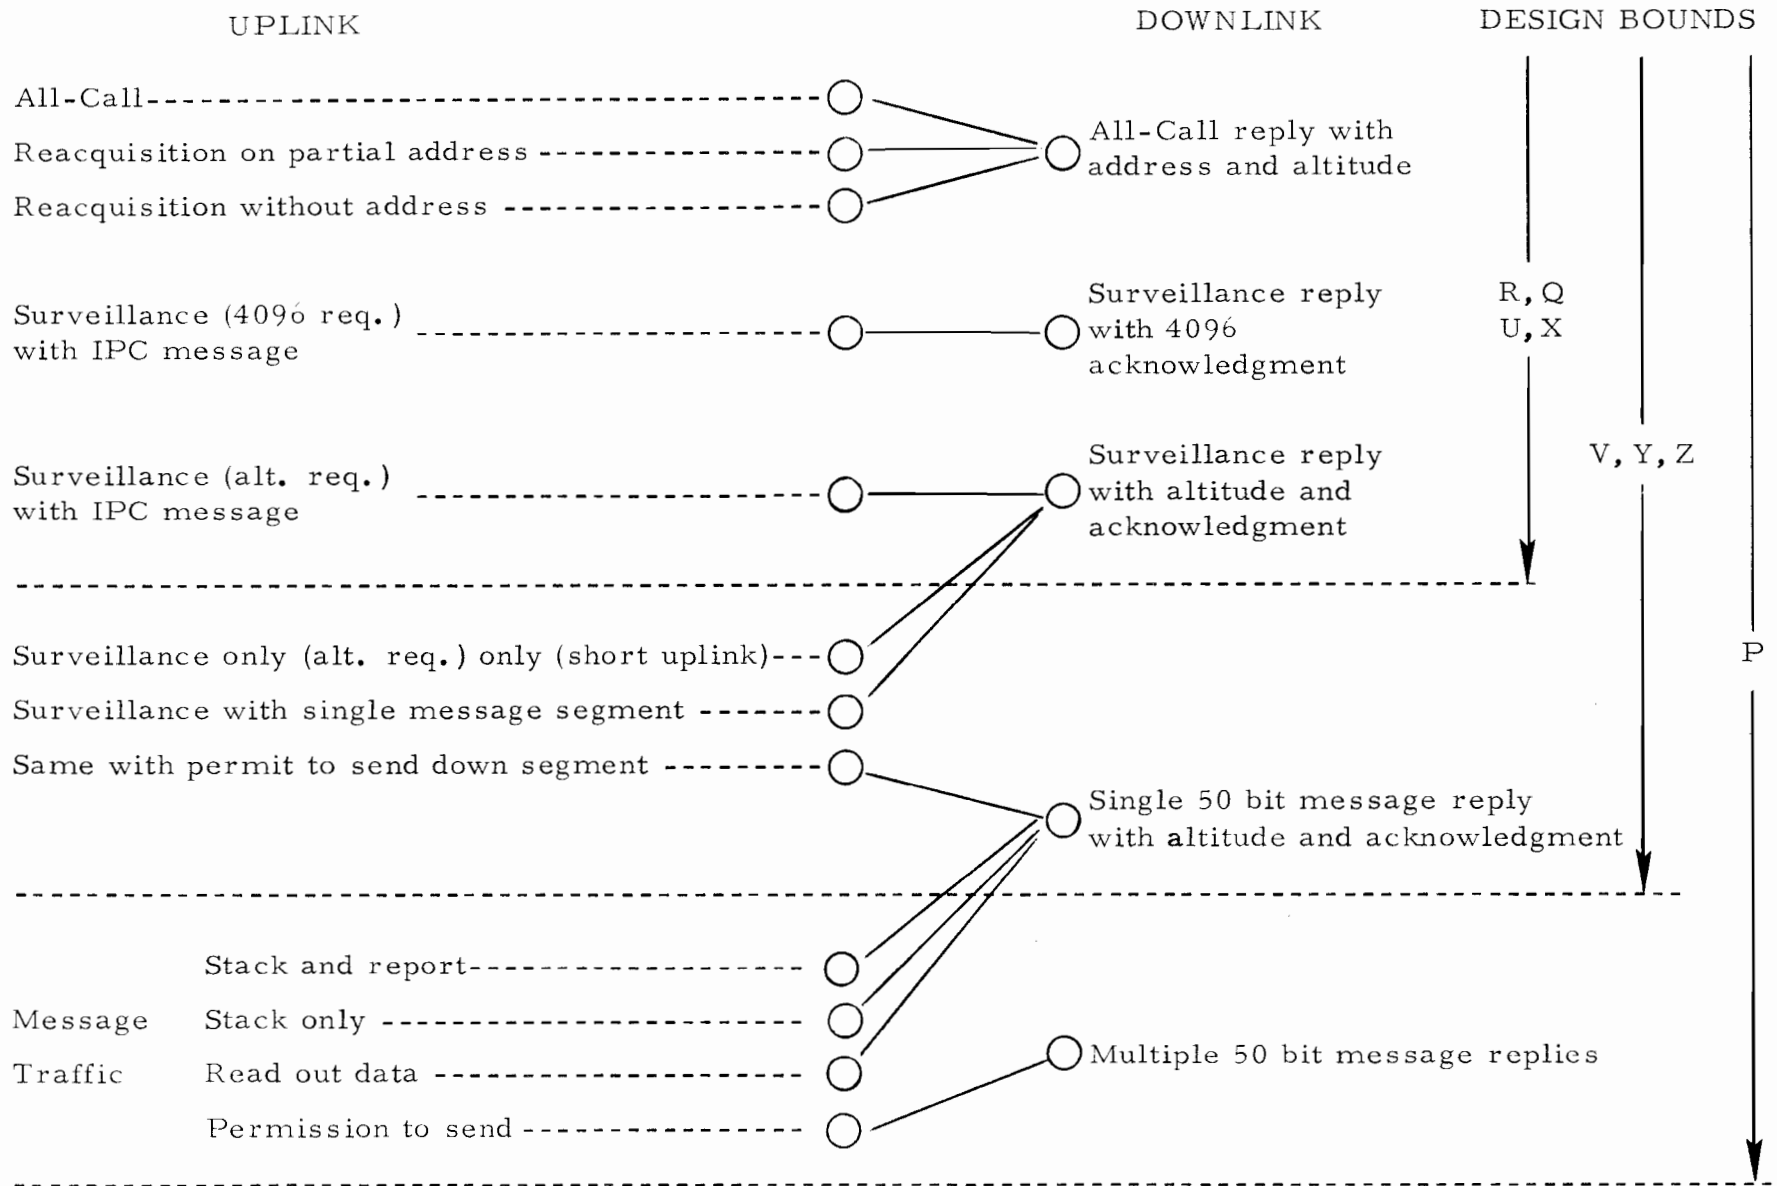 UPLINK
DOWNLINK
DESIGN BOUNDS
All-Call
All-Call reply with
address and altitude
Reacquisition on partial address
Reacquisition without address
Surveillance (4096 req.)
with IPC message
Surveillance reply
with 4096
acknowledgment
R, Q
U, X
Surveillance (alt. req.)
with IPC message
Surveillance reply
with altitude and
acknowledgment
V, Y, Z
Surveillance only (alt. req.) only (short uplink)
P
Surveillance with single message segment
Same with permit to send down segment
Single 50 bit message reply
with altitude and acknowledgment
Stack and report
Message
Stack only
Traffic
Read out data
Multiple 50 bit message replies
Permission to send